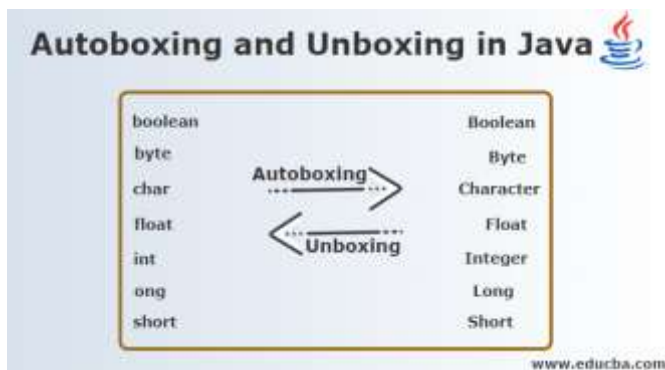 Autoboxing and Unboxing in Java
boolean Boolean
byte Byte
Autoboxing
char Character
float Float
Unboxing
int Integer
ong Long
short Short
www.educba.com